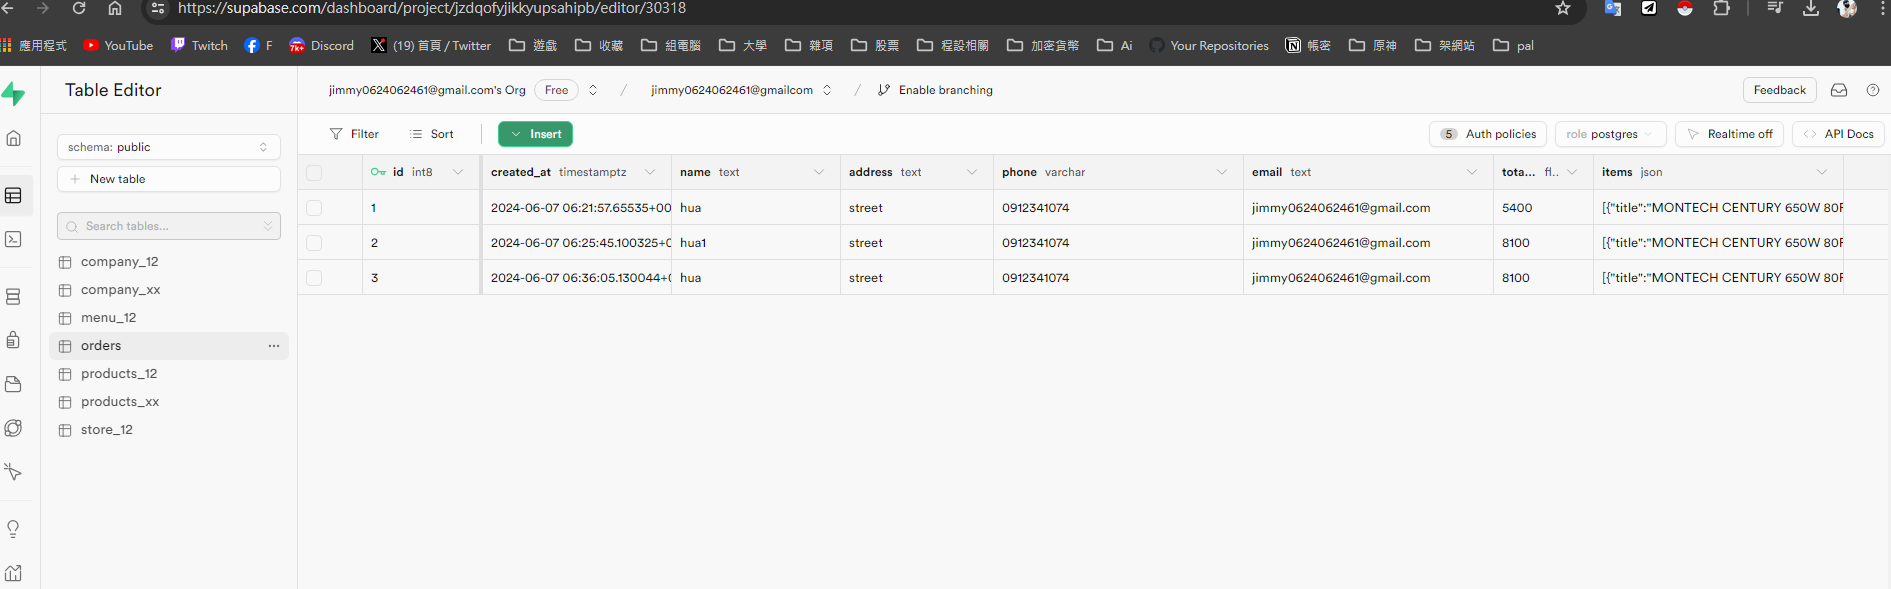 https://supabase.com/dashboard/project/jzdqofyjikkyupsahipb/editor/30318
應用程式 YouTube Twitch F 7K+ Discord (19) 首頁 / Twitter 遊戲 收藏 組電腦 大學 雜項 股票 程設相關 加密貨幣 Ai Your Repositories 帳密 原神 架網站 pal
Table Editor jimmy0624062461@gmail.com's Org Free / jimmy0624062461@gmailcom / Enable branching Feedback
schema: public Filter Sort Insert 5 Auth policies role postgres Realtime off API Docs
New table
Search tables...
company_12
company_xx
menu_12
orders ...
products_12
products_xx
store_12
id int8 created_at timestamptz name text address text phone varchar email text tota... fl.. items json
1 2024-06-07 06:21:57.65535+00 hua street 0912341074 jimmy0624062461@gmail.com 5400 [{"title":"MONTECH CENTURY 650W 80F
2 2024-06-07 06:25:45.100325+0 hua1 street 0912341074 jimmy0624062461@gmail.com 8100 [{"title":"MONTECH CENTURY 650W 80F
3 2024-06-07 06:36:05.130044+0 hua street 0912341074 jimmy0624062461@gmail.com 8100 [{"title":"MONTECH CENTURY 650W 80F